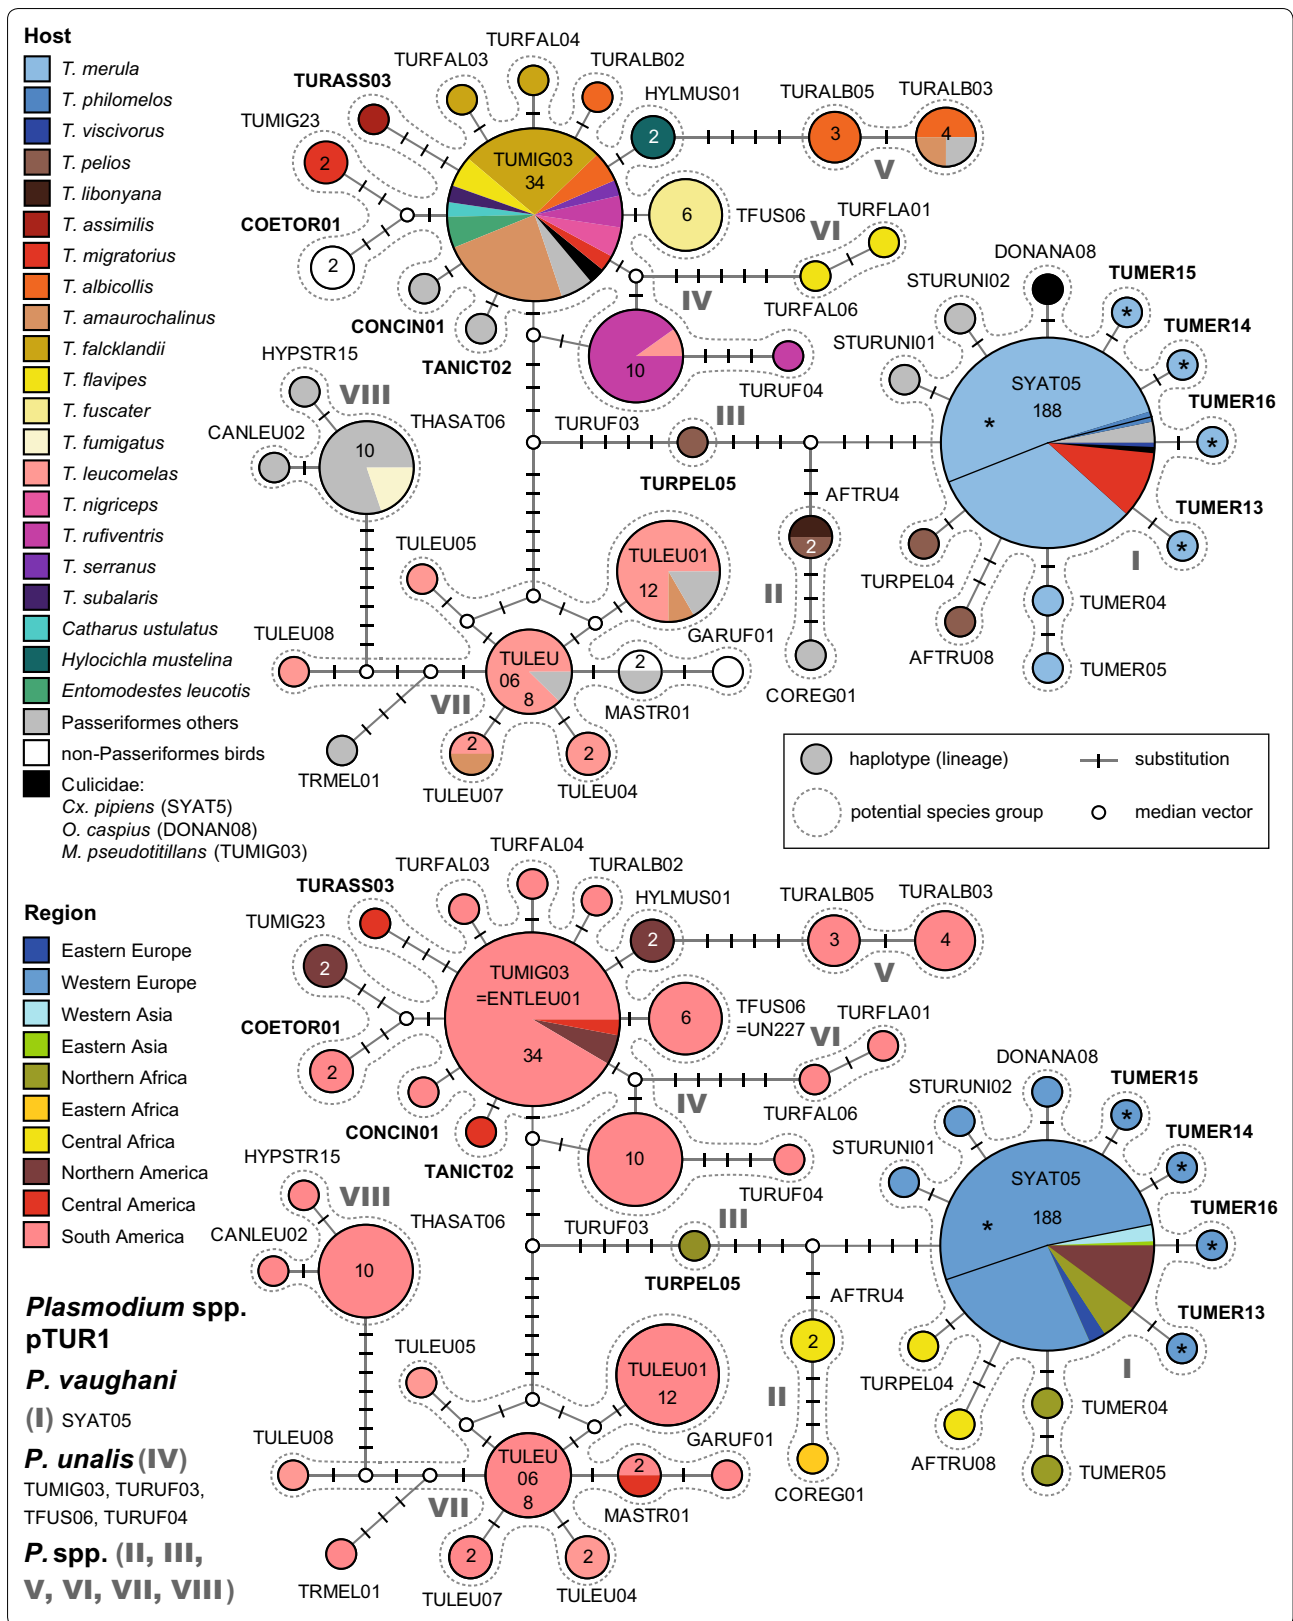 Host
T. merula
T. philomelos
T. viscivorus
T. pelios
T. libonyana
T. assimilis
T. migratorius
T. albicollis
T. amaurochalinus
T. falcklandii
T. flavipes
T. fuscater
T. fumigatus
T. leucomelas
T. nigriceps
T. rufiventris
T. serranus
T. subalaris
Catharus ustulatus
Hylocichla mustelina
Entomodestes leucotis
Passeriformes others
non-Passeriformes birds
Culicidae:
Cx. pipiens (SYAT5)
O. caspius (DONAN08)
M. pseudotitillans (TUMIG03)
TURFAL04
TURFAL03
TURALB02
TURASS03
HYLMUS01
TURALB05
TURALB03
TUMIG23
2
2
3
4
TUMIG03
34
V
COETOR01
2
6
TFUS06
TURFLA01
VI
CONCIN01
TANICT02
IV
TURFAL06
DONANA08
STURUNI02
TUMER15
*
STURUNI01
TUMER14
*
HYPSTR15
VIII
THASAT06
10
TURUF04
SYAT05
188
*
TUMER16
*
CANLEU02
10
TURUF03
III
TURPEL05
AFTRU4
TUMER13
*
TULEU05
TULEU01
12
2
II
TURPEL04
I
TULEU08
GARUF01
TUMER04
TULEU
06
8
2
AFTRU08
TUMER05
VII
MASTR01
COREG01
TRMEL01
2
TULEU07
2
TULEU04
haplotype (lineage)
substitution
potential species group
median vector
Region
Eastern Europe
Western Europe
Western Asia
Eastern Asia
Northern Africa
Eastern Africa
Central Africa
Northern America
Central America
South America
TURFAL04
TURFAL03
TURALB02
TURASS03
HYLMUS01
TURALB05
TURALB03
TUMIG23
2
2
3
4
TUMIG03
=ENTLEU01
34
V
COETOR01
2
6
TFUS06
=UN227
TURFLA01
VI
CONCIN01
TANICT02
IV
TURFAL06
DONANA08
STURUNI02
TUMER15
*
STURUNI01
TUMER14
*
HYPSTR15
VIII
THASAT06
10
TURUF04
SYAT05
188
*
TUMER16
*
CANLEU02
10
TURUF03
III
TURPEL05
AFTRU4
TUMER13
*
TULEU05
TULEU01
12
2
II
TURPEL04
I
TULEU08
GARUF01
TUMER04
TULEU
06
8
2
AFTRU08
TUMER05
VII
MASTR01
COREG01
TRMEL01
2
TULEU07
2
TULEU04
Plasmodium spp.
pTUR1
P. vaughani
(I) SYAT05
P. unalis (IV)
TUMIG03, TURUF03,
TFUS06, TURUF04
P. spp. (II, III,
V, VI, VII, VIII)